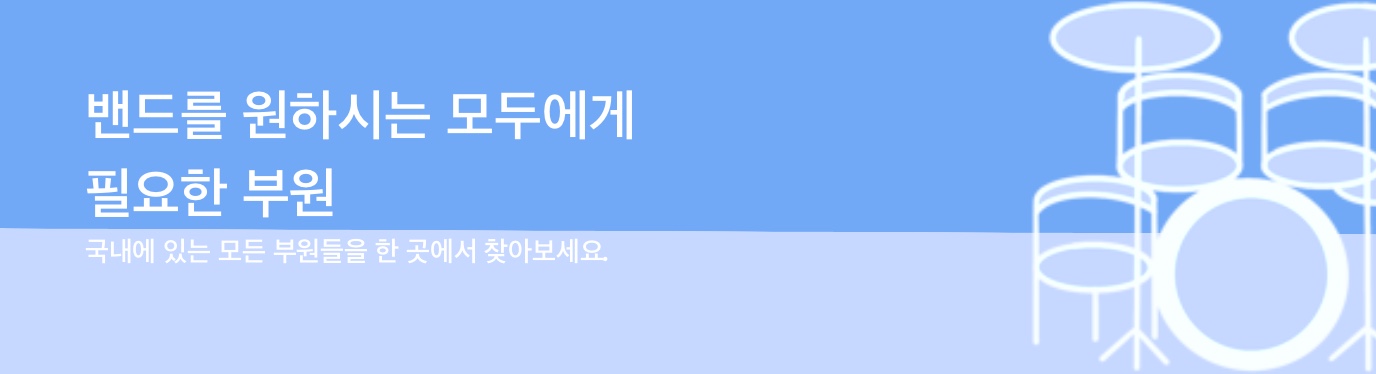 밴드를 원하시는 모두에게
필요한 부원
국내에 있는 모든 부원들을 한 곳에서 찾아보세요.